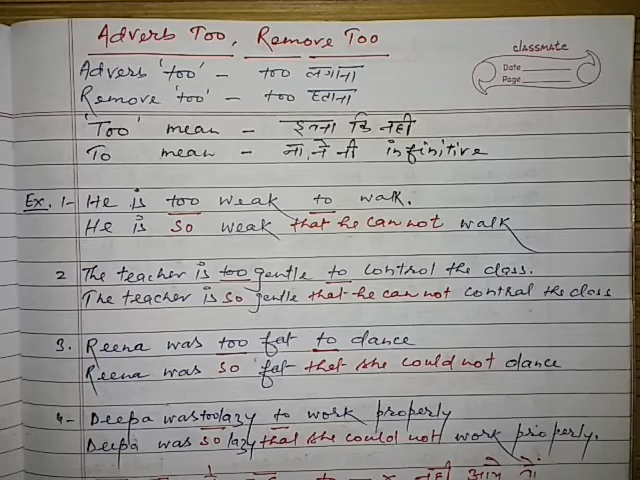 Adverb Too, Remove Too
classmate
Date
Page
Adverb 'too' - too लगाना
Remove 'too' - too हटाना
'Too' mean - इतना कि नही
To mean - ना, ने नी infinitive
Ex. 1- He is too weak to walk.
He is so weak that he can not walk
2 The teacher is too gentle to control the class.
The teacher is so gentle that he can not control the class
3. Reena was too fat to dance
Reena was so fat that she could not dance
4- Deepa was too lazy to work properly
Deepa was so lazy that she could not work properly.